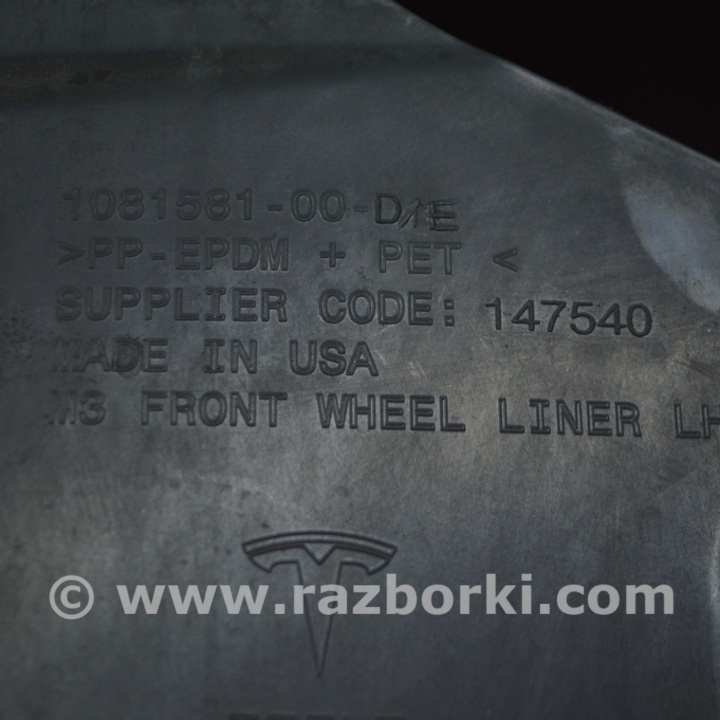 1081581-00-D/E
>PP-EPDM + PET <
SUPPLIER CODE: 147540
MADE IN USA
M3 FRONT WHEEL LINER LH
© www.razborki.com